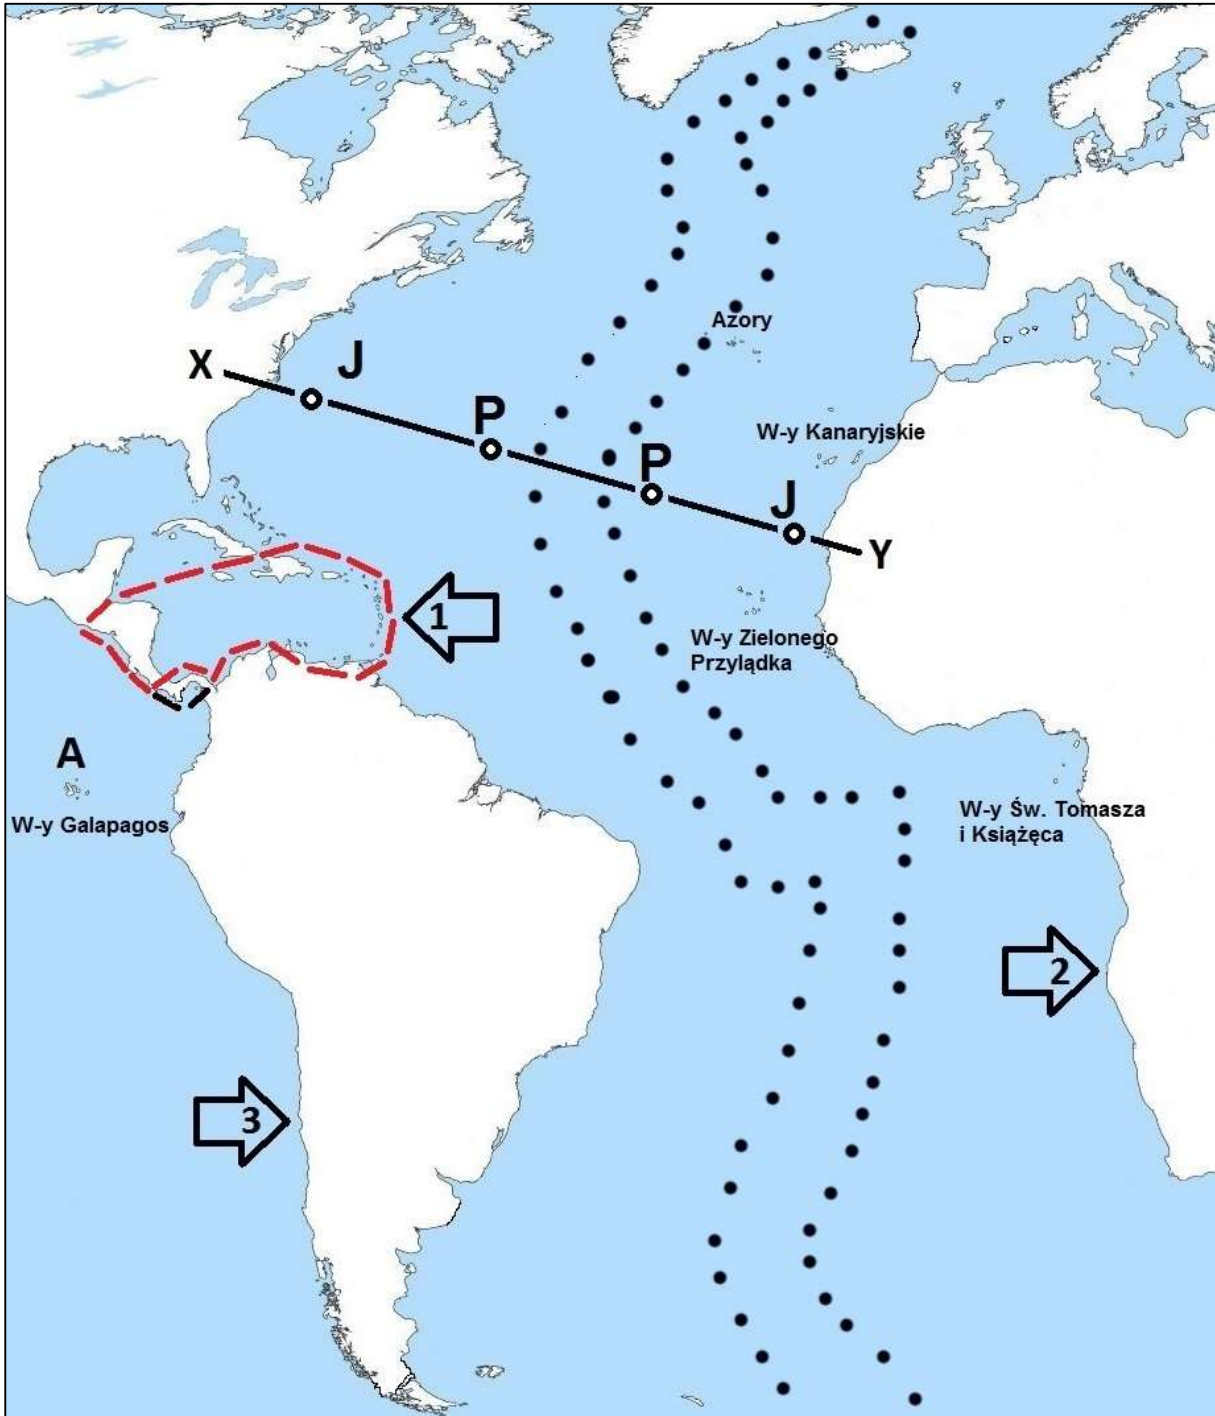 Azory
X
J
P
W-y Kanaryjskie
P
J
Y
1
W-y Zielonego
Przylądka
A
W-y Galapagos
W-y Św. Tomasza
i Książęca
2
3